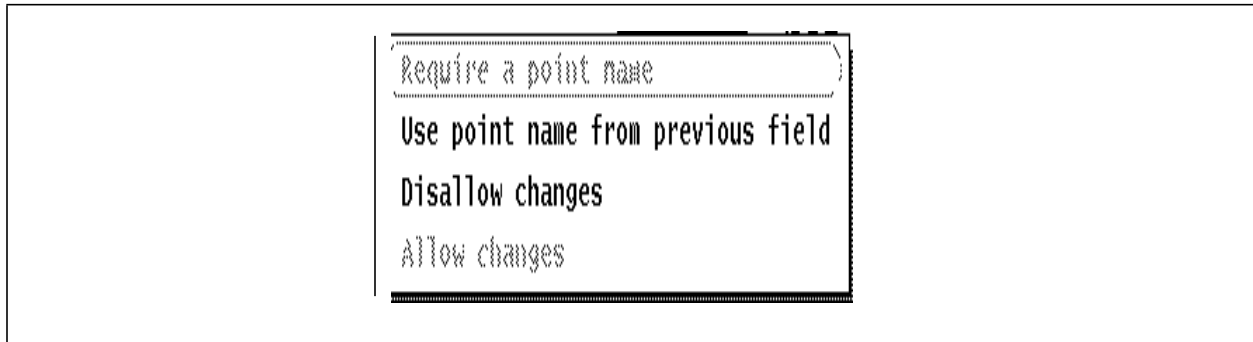 Require a point name
Use point name from previous field
Disallow changes
Allow changes